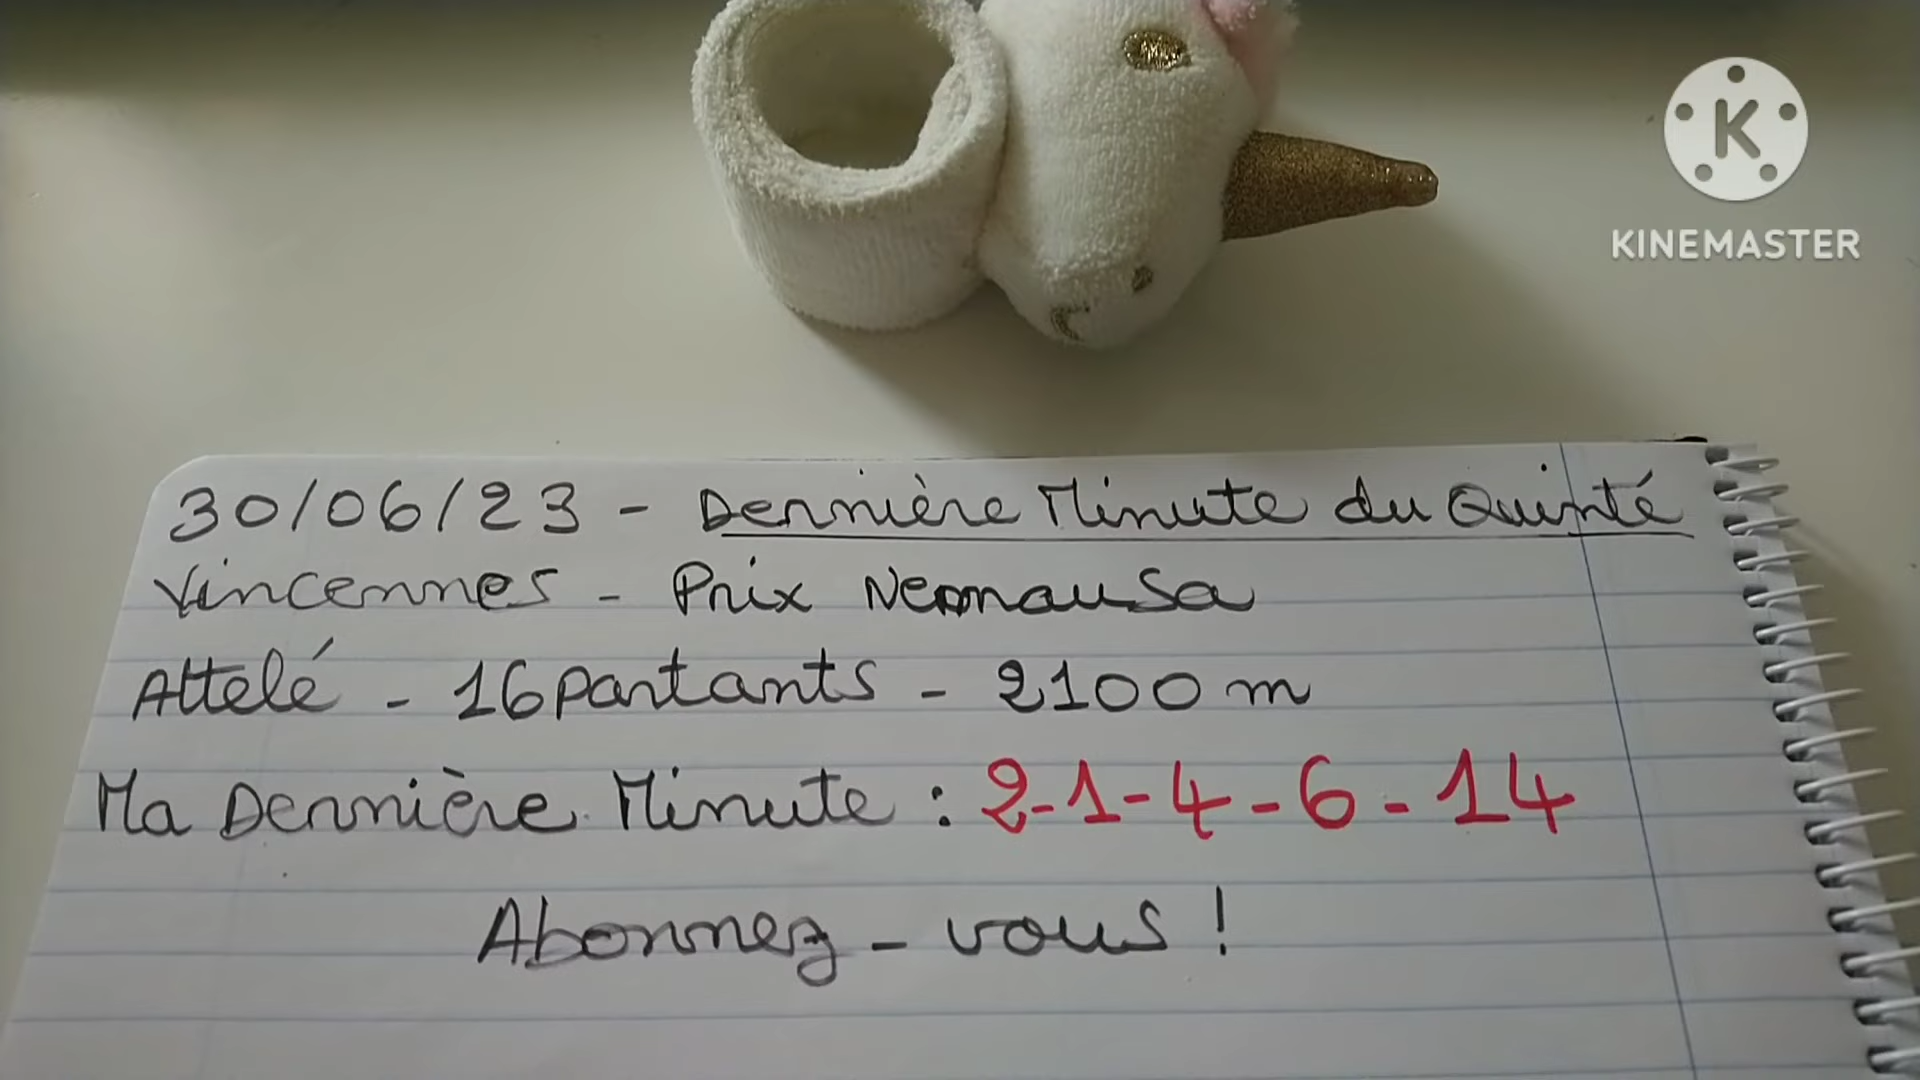 K
KINEMASTER
30/06/23 - Dernière Minute du Quinté
Vincennes - Prix Nemausa
Attelé - 16 partants - 2100 m
Ma Dernière Minute : 2-1-4-6-14
Abonnez-vous !